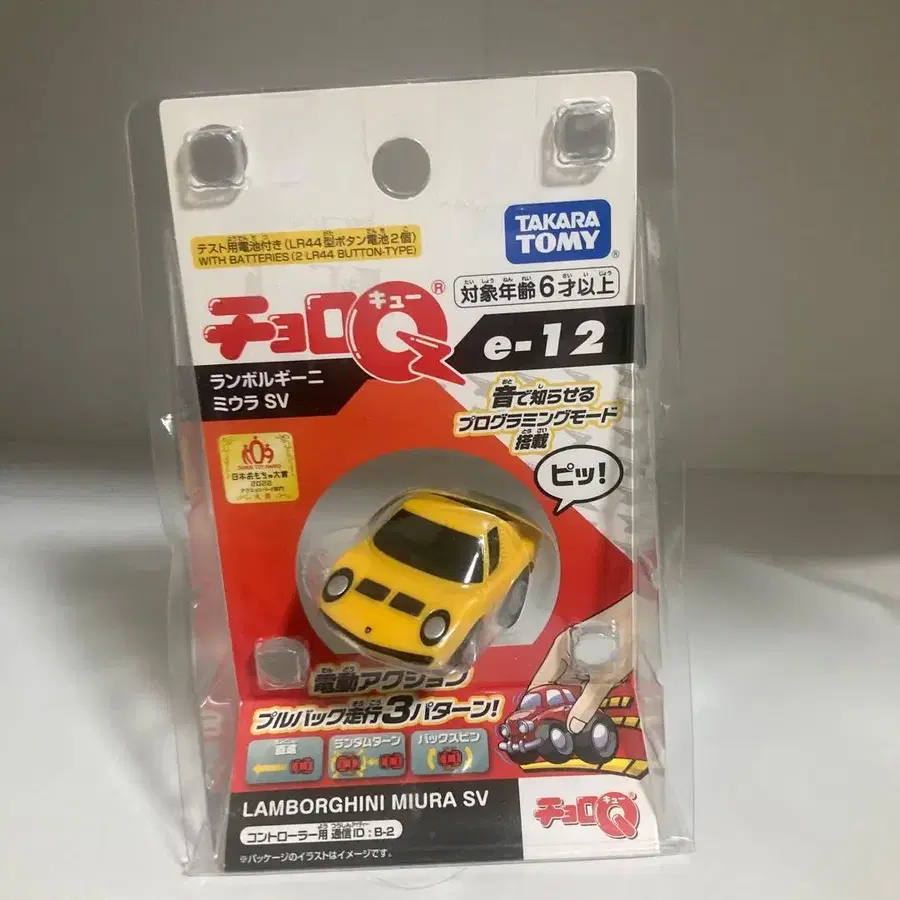 TAKARA
TOMY
®
テスト用電池付き(LR44型ボタン電池2個)
WITH BATTERIES (2 LR44 BUTTON-TYPE)
対象年齢6才以上
チョロQ
キュー
®
e-12
ランボルギーニ
ミウラ SV
音で知らせる
プログラミングモード
搭載
ピッ!
日本おもちゃ大賞
2022
電動アクション
プルバック走行3パターン!
直進
ランダムターン
バックスピン
LAMBORGHINI MIURA SV
コントローラー用 通信ID:B-2
※パッケージのイラストはイメージです。
チョロQ
キュー